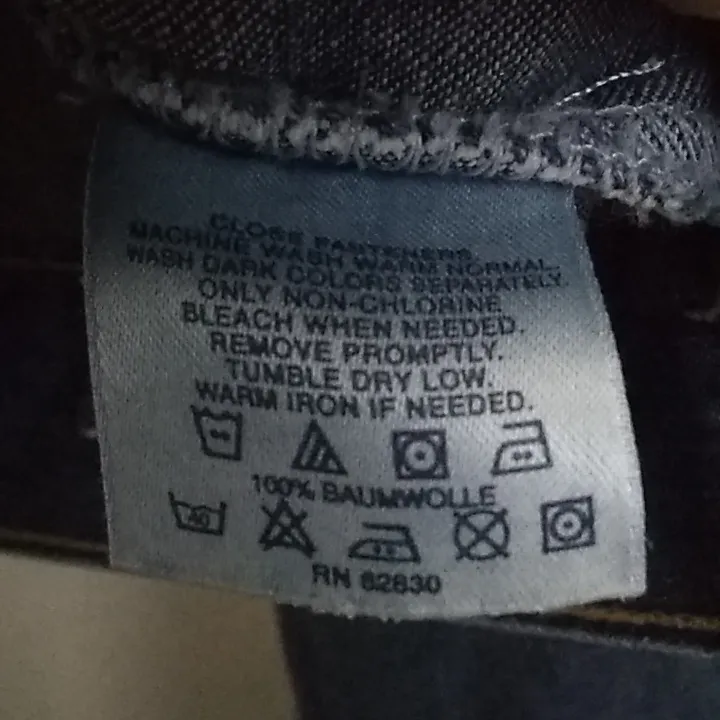 CLOSE FASTENERS.
MACHINE WASH WARM NORMAL.
WASH DARK COLORS SEPARATELY.
ONLY NON-CHLORINE
BLEACH WHEN NEEDED.
REMOVE PROMPTLY.
TUMBLE DRY LOW.
WARM IRON IF NEEDED.
100% BAUMWOLLE
40
RN 62830